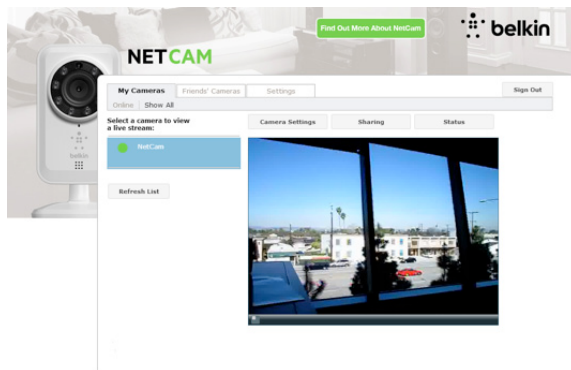 Find Out More About NetCam
belkin
NETCAM
My Cameras
Friends' Cameras
Settings
Sign Out
Online
Show All
Select a camera to view
a live stream:
Camera Settings
Sharing
Status
NetCam
Refresh List
belkin